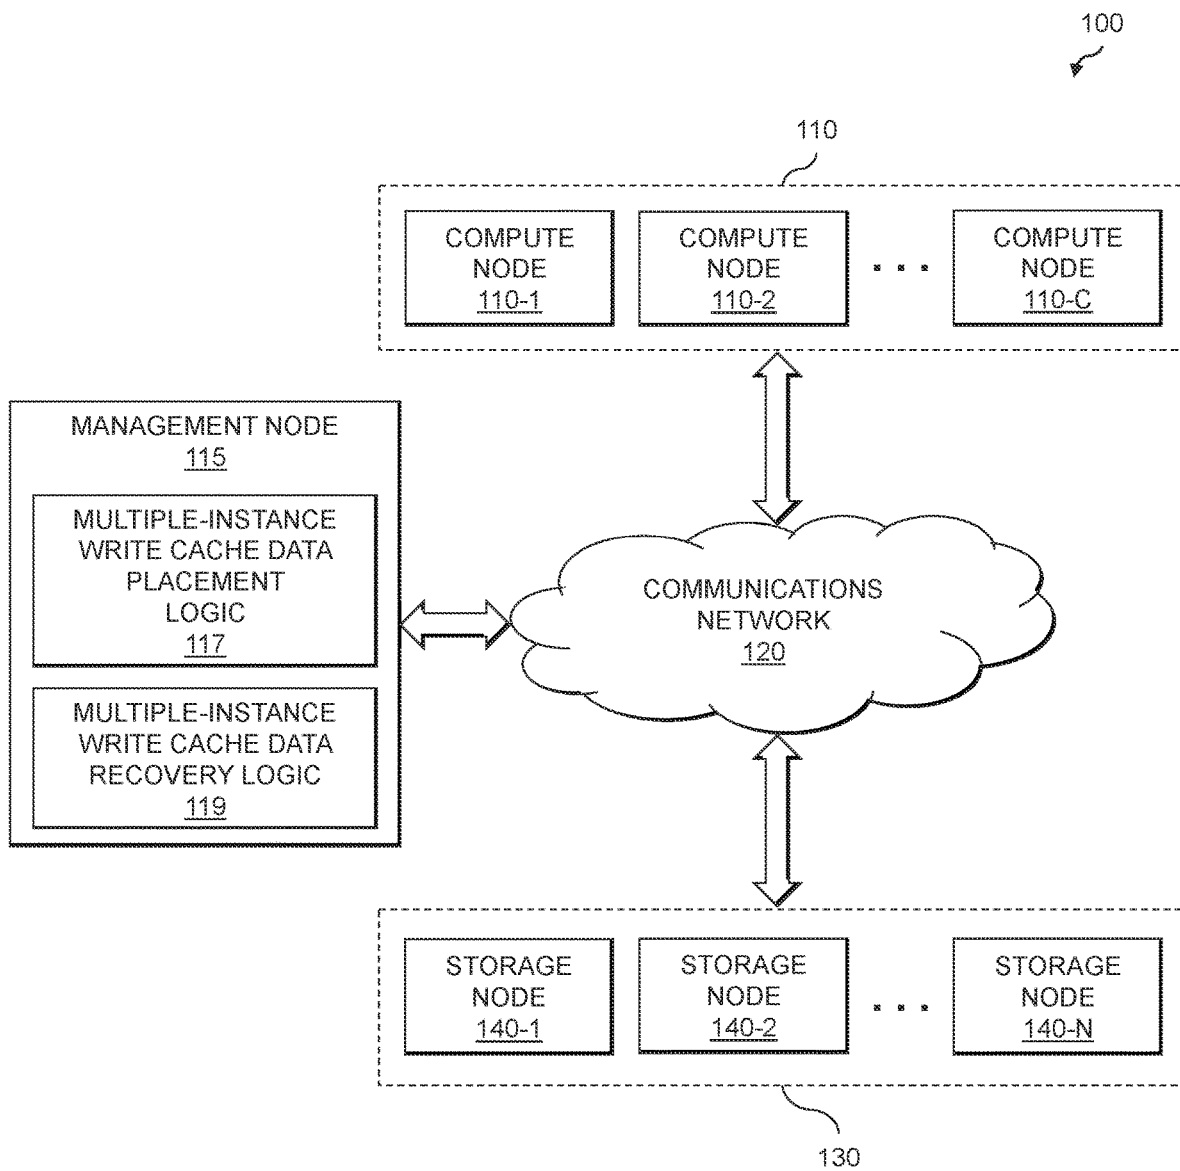 100
110
COMPUTE
NODE
110-1
COMPUTE
NODE
110-2
. . .
COMPUTE
NODE
110-C
MANAGEMENT NODE
115
MULTIPLE-INSTANCE
WRITE CACHE DATA
PLACEMENT
LOGIC
117
MULTIPLE-INSTANCE
WRITE CACHE DATA
RECOVERY LOGIC
119
COMMUNICATIONS
NETWORK
120
STORAGE
NODE
140-1
STORAGE
NODE
140-2
. . .
STORAGE
NODE
140-N
130